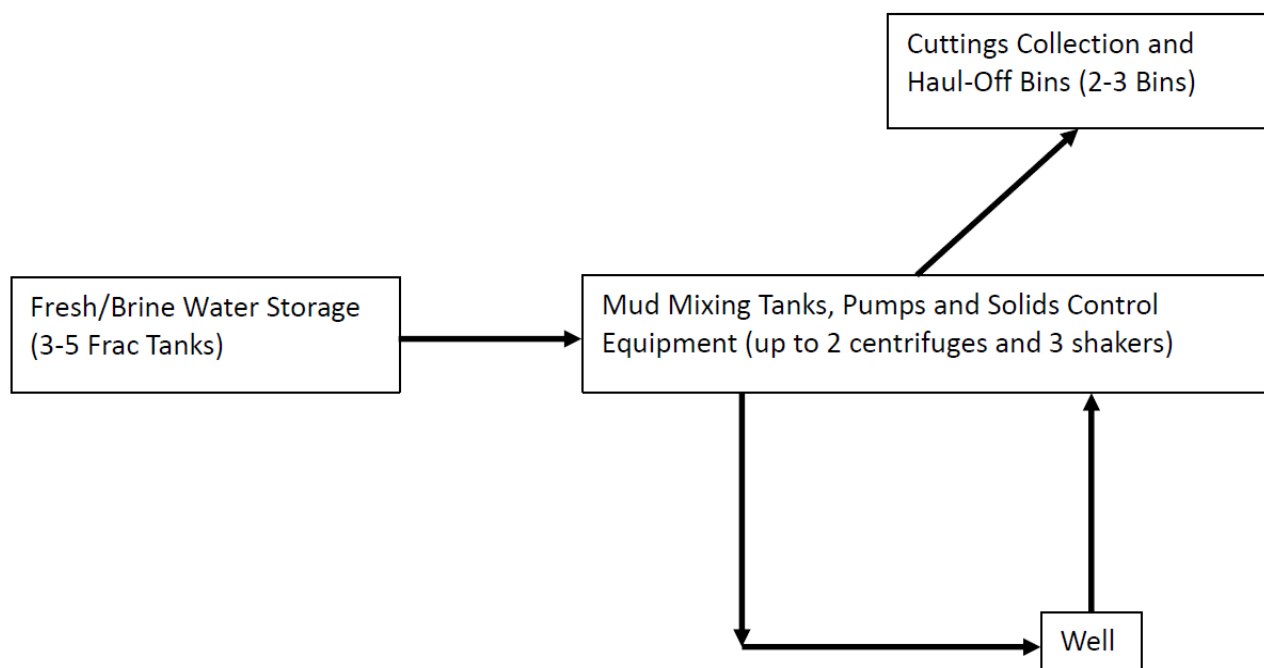 Cuttings Collection and
Haul-Off Bins (2-3 Bins)
Fresh/Brine Water Storage
(3-5 Frac Tanks)
Mud Mixing Tanks, Pumps and Solids Control
Equipment (up to 2 centrifuges and 3 shakers)
Well